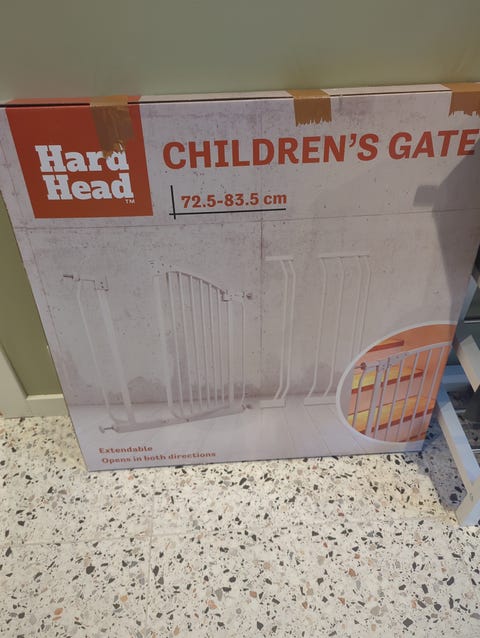 Hard
Head
TM
CHILDREN'S GATE
72.5-83.5 cm
Extendable
Opens in both directions